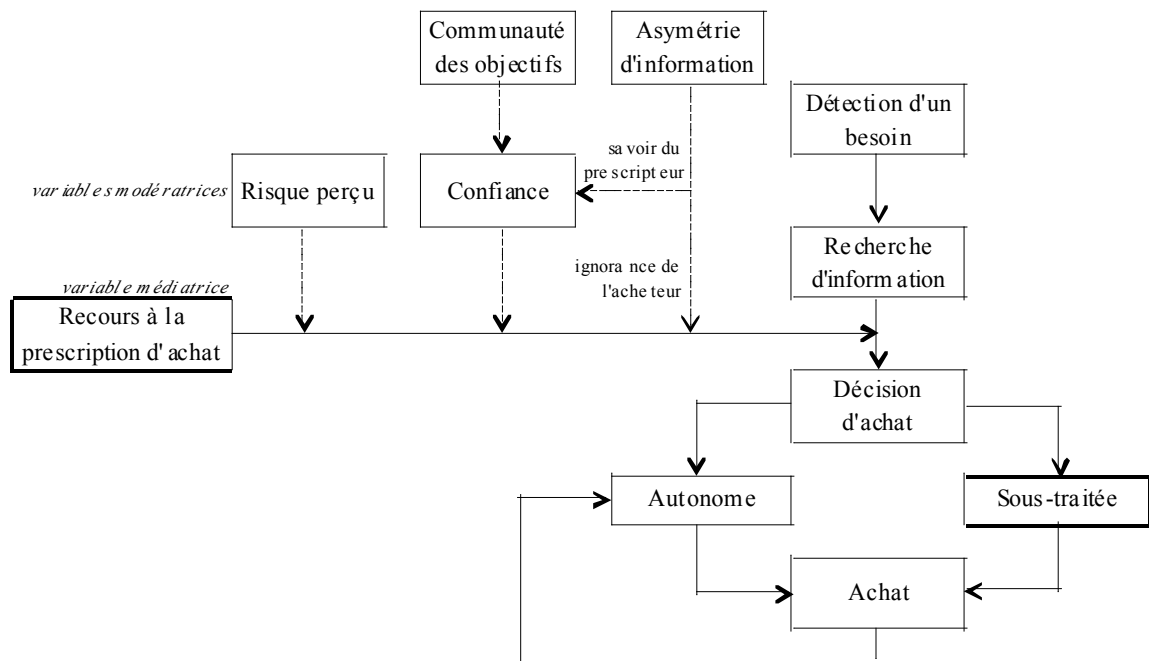 Communauté
des objectifs
Asymétrie
d'information
Détection d'un
besoin
savoir du
prescripteur
variables modératrices
Risque perçu
Confiance
Recherche
d'information
ignorance de
l'acheteur
variable médiatrice
Recours à la
prescription d'achat
Décision
d'achat
Autonome
Sous-traitée
Achat